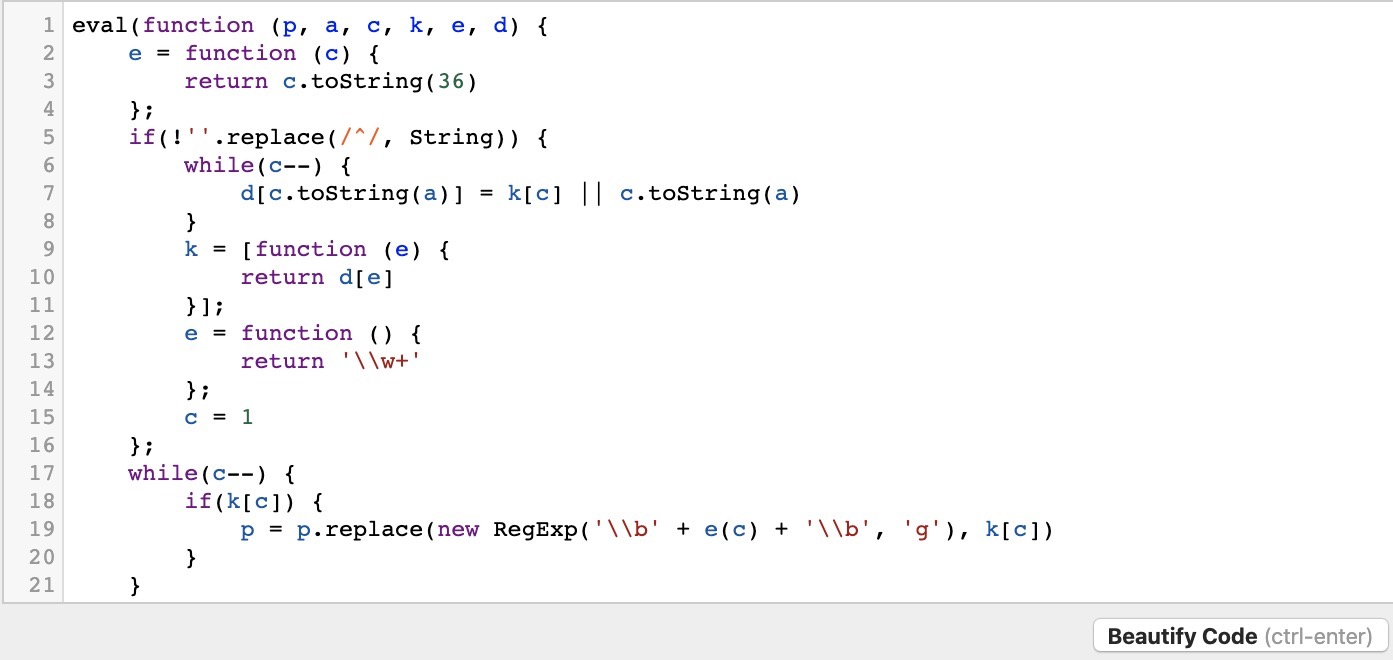 1 eval(function (p, a, c, k, e, d) {
2     e = function (c) {
3         return c.toString(36)
4     };
5     if(!''.replace(/^/, String)) {
6         while(c--) {
7             d[c.toString(a)] = k[c] || c.toString(a)
8         }
9         k = [function (e) {
10             return d[e]
11         }];
12         e = function () {
13             return '\\w+'
14         };
15         c = 1
16     };
17     while(c--) {
18         if(k[c]) {
19             p = p.replace(new RegExp('\\b' + e(c) + '\\b', 'g'), k[c])
20         }
21     }
Beautify Code (ctrl-enter)